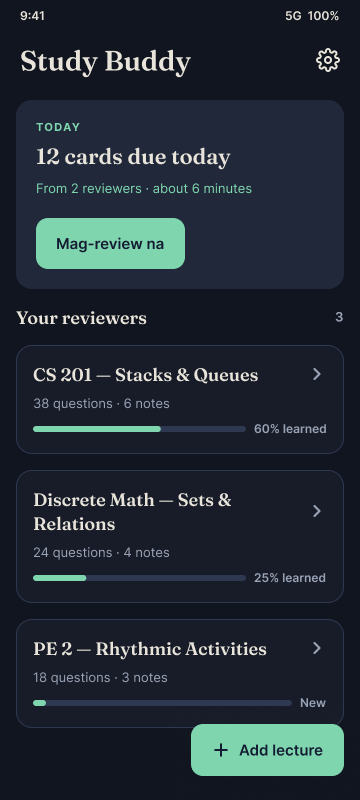 9:41
5G 100%
Study Buddy
TODAY
12 cards due today
From 2 reviewers · about 6 minutes
Mag-review na
Your reviewers
3
CS 201 — Stacks & Queues
38 questions · 6 notes
60% learned
Discrete Math — Sets &
Relations
24 questions · 4 notes
25% learned
PE 2 — Rhythmic Activities
18 questions · 3 notes
New
+ Add lecture